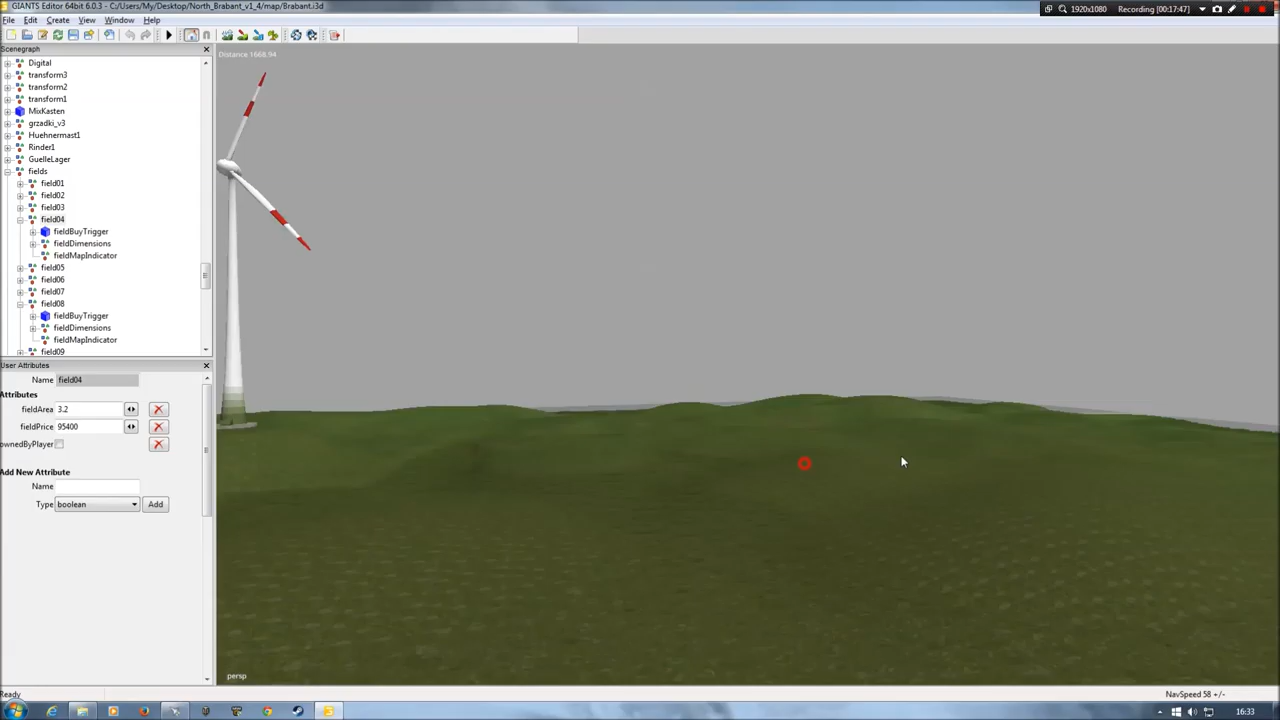 GIANTS Editor 64bit 6.0.3 - C:/Users/My/Desktop/North_Brabant_v1_4/map/Brabant.i3d
1920x1080
Recording [00:17:47]
File Edit Create View Window Help
Scenegraph
Distance 1668.94
Digital
transform3
transform2
transform1
MixKasten
grzadki_v3
Huehnermast1
Rinder1
GuelleLager
fields
field01
field02
field03
field04
fieldBuyTrigger
fieldDimensions
fieldMapIndicator
field05
field06
field07
field08
fieldBuyTrigger
fieldDimensions
fieldMapIndicator
field09
User Attributes
Name field04
Attributes
fieldArea 3.2
fieldPrice 95400
ownedByPlayer
Add New Attribute
Name
Type boolean Add
persp
Ready
NavSpeed 58 +/-
16:33